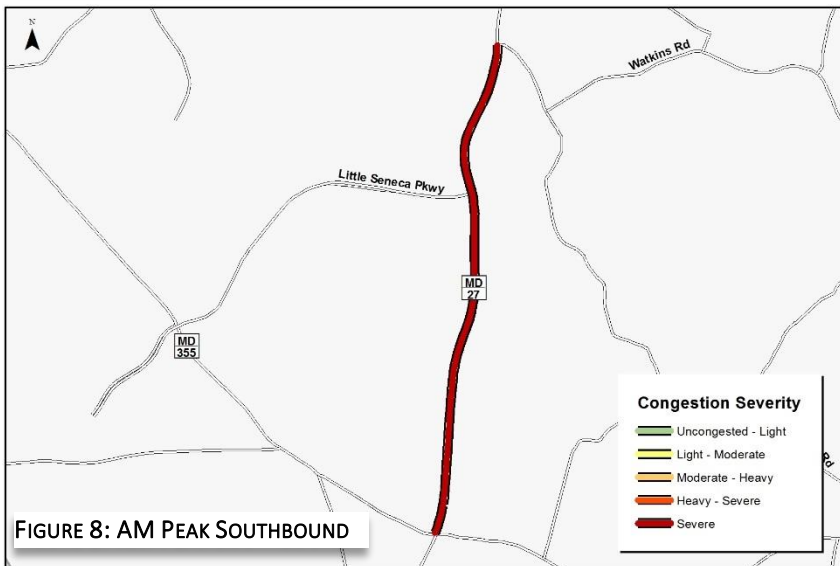 N
Watkins Rd
Little Seneca Pkwy
MD
27
MD
355
Congestion Severity
Uncongested - Light
Light - Moderate
Moderate - Heavy
Heavy - Severe
Severe
Rd
FIGURE 8: AM PEAK SOUTHBOUND